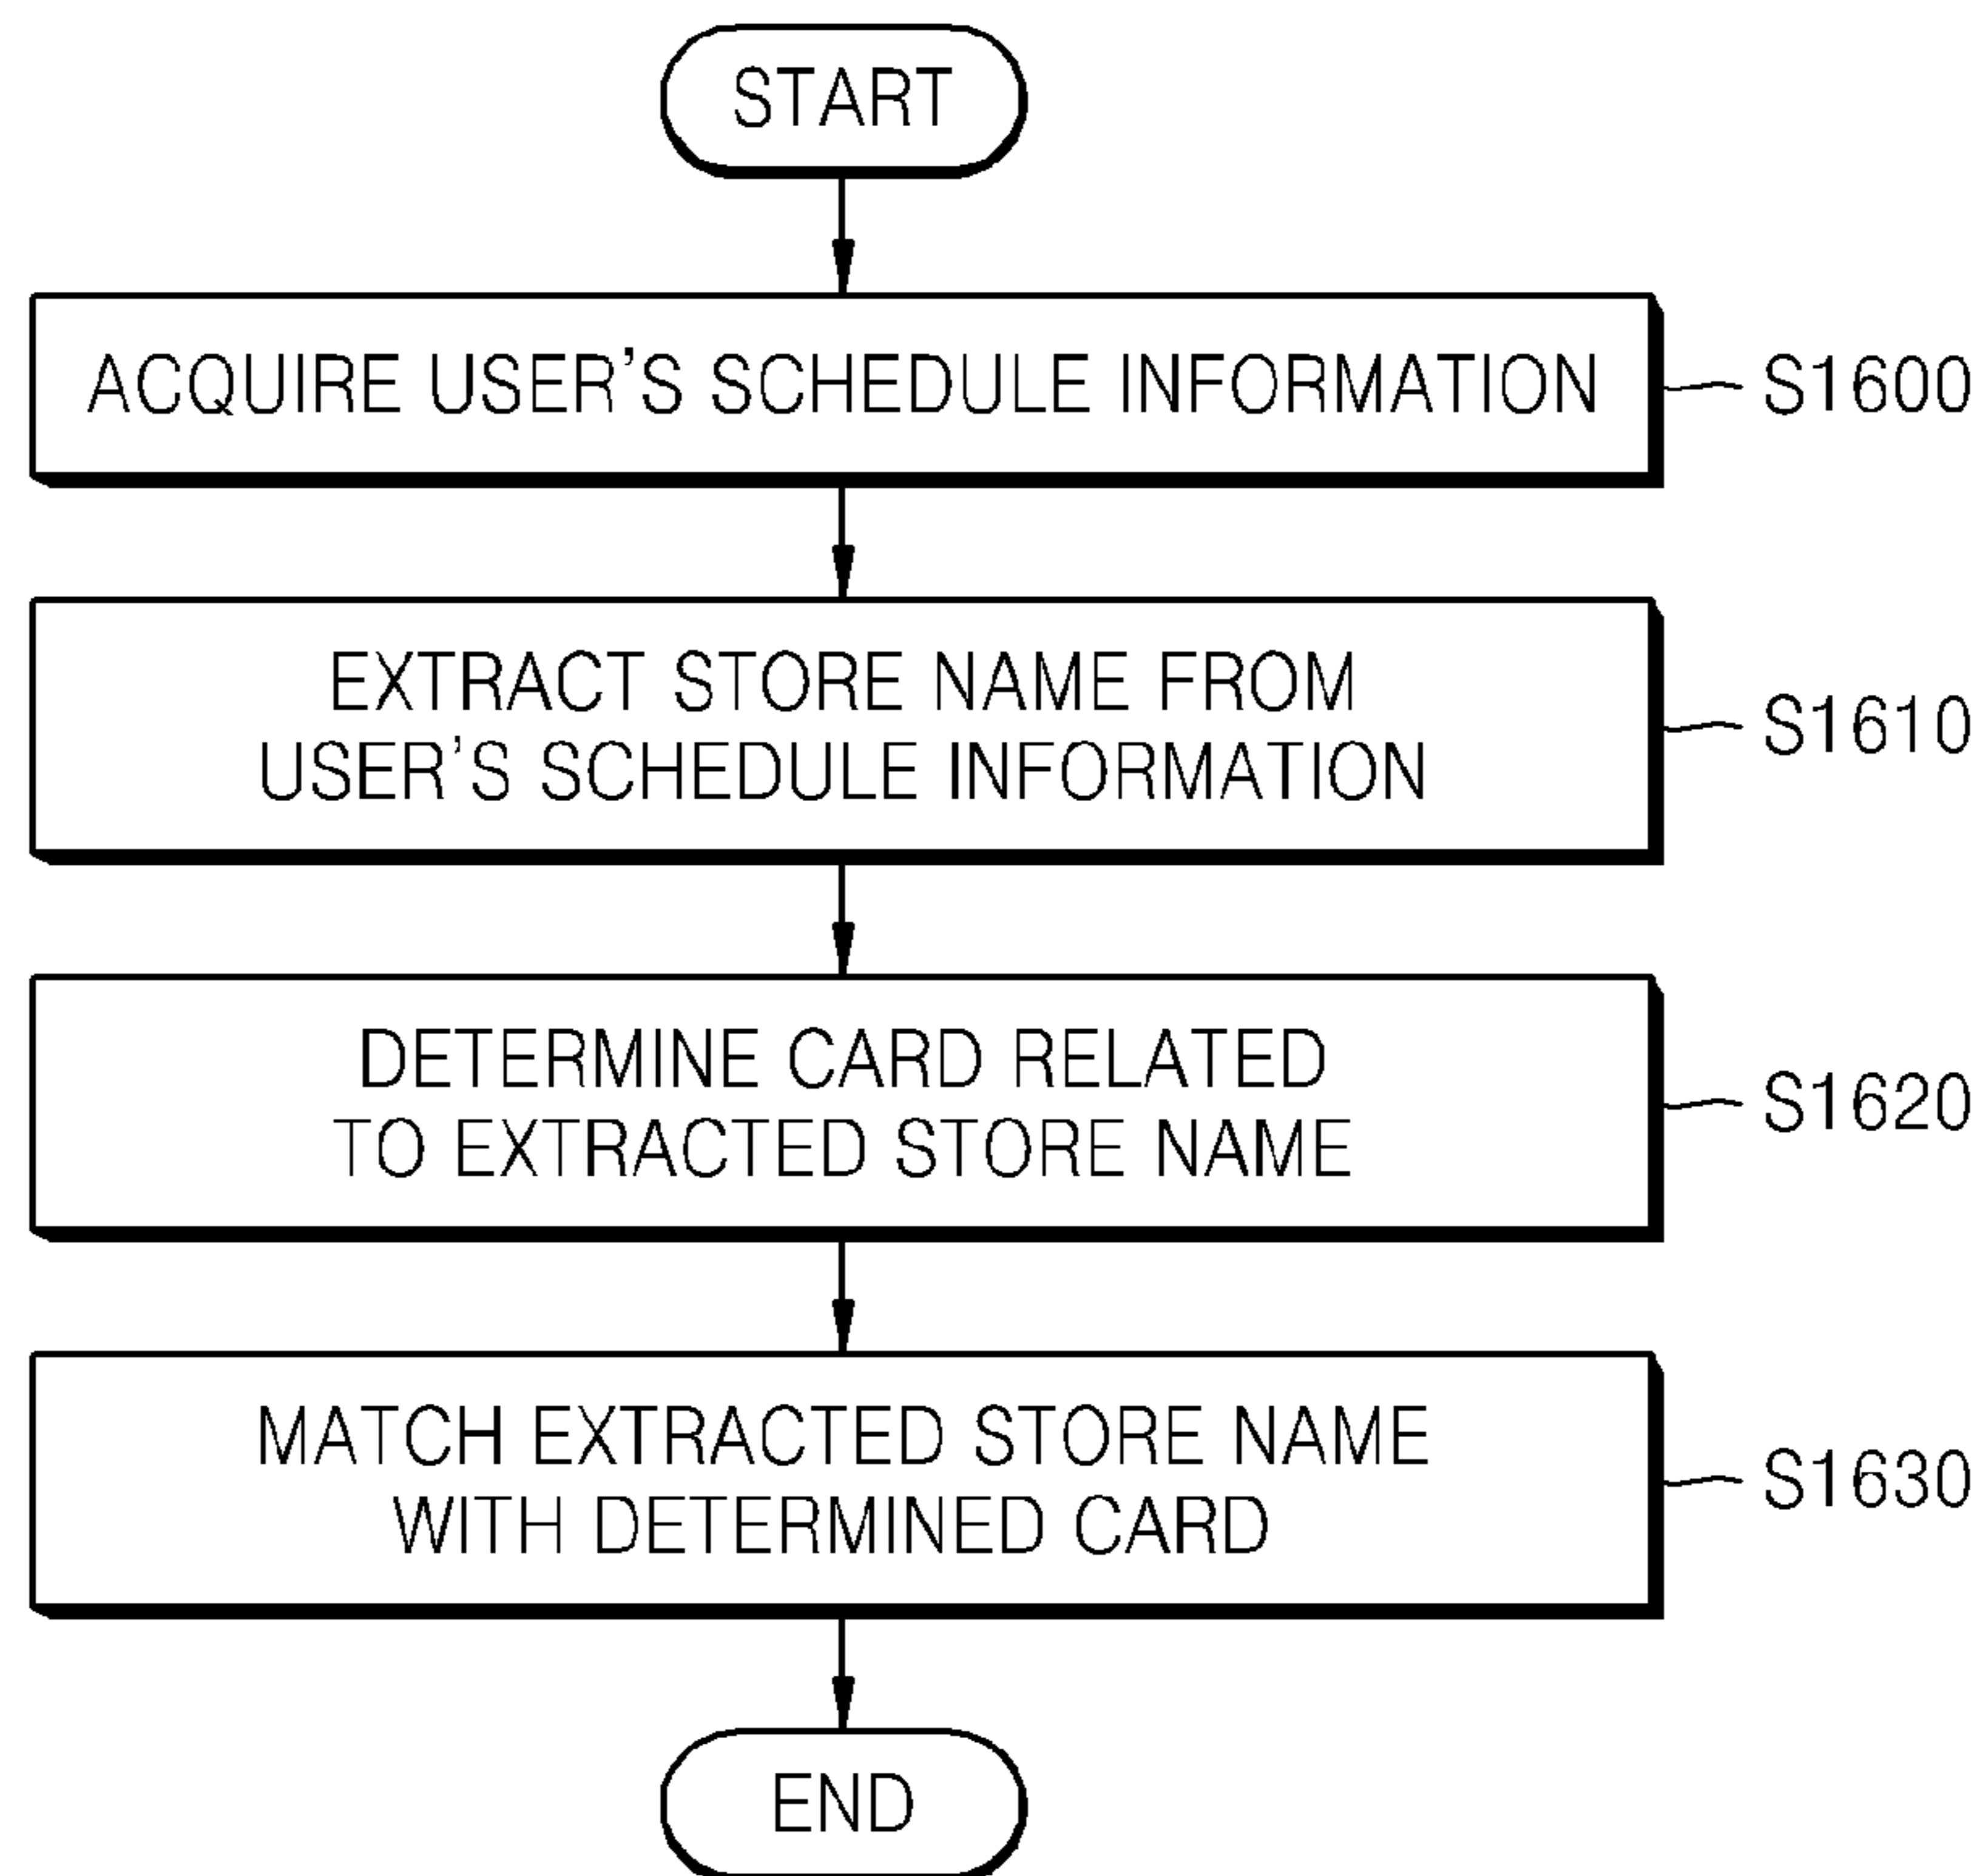 START
ACQUIRE USER'S SCHEDULE INFORMATION
S1600
EXTRACT STORE NAME FROM
USER'S SCHEDULE INFORMATION
S1610
DETERMINE CARD RELATED
TO EXTRACTED STORE NAME
S1620
MATCH EXTRACTED STORE NAME
WITH DETERMINED CARD
S1630
END